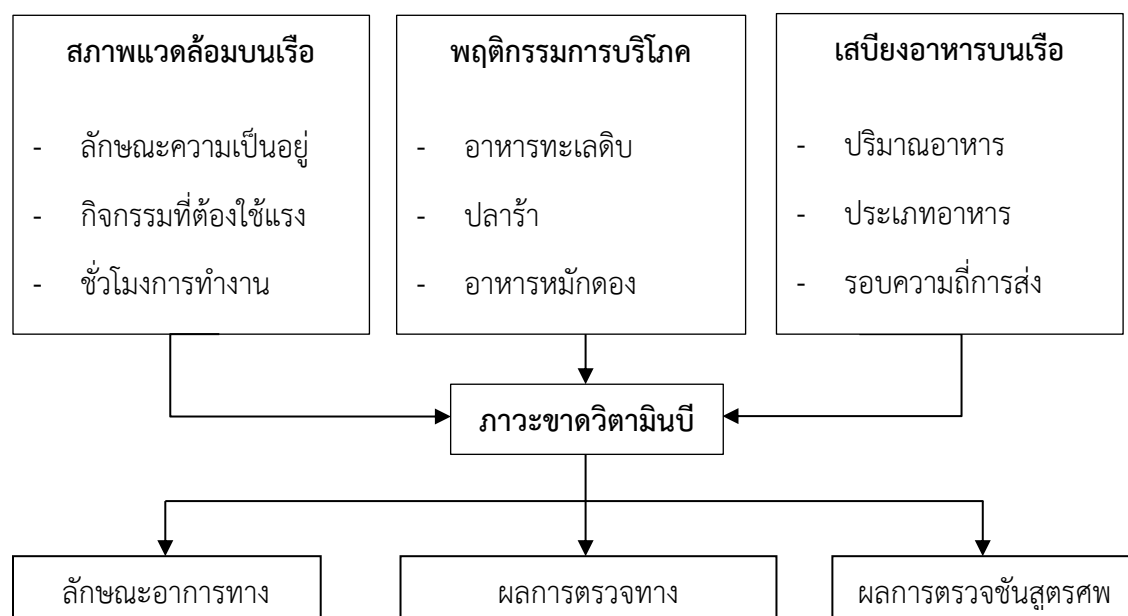 สภาพแวดล้อมบนเรือ
- ลักษณะความเป็นอยู่
- กิจกรรมที่ต้องใช้แรง
- ชั่วโมงการทำงาน
พฤติกรรมการบริโภค
- อาหารทะเลดิบ
- ปลาร้า
- อาหารหมักดอง
เสบียงอาหารบนเรือ
- ปริมาณอาหาร
- ประเภทอาหาร
- รอบความถี่การส่ง
ภาวะขาดวิตามินบี
ลักษณะอาการทาง
ผลการตรวจทาง
ผลการตรวจชันสูตรศพ